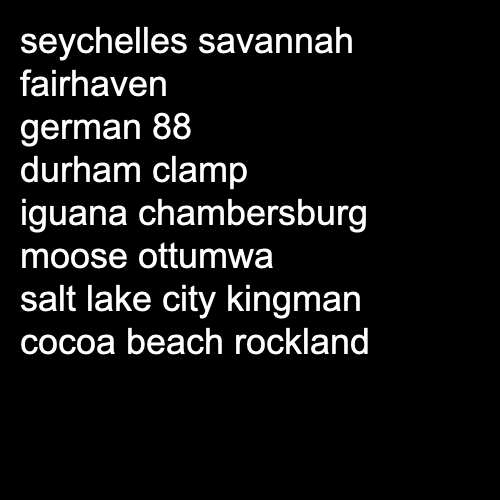 seychelles savannah
fairhaven
german 88
durham clamp
iguana chambersburg
moose ottumwa
salt lake city kingman
cocoa beach rockland